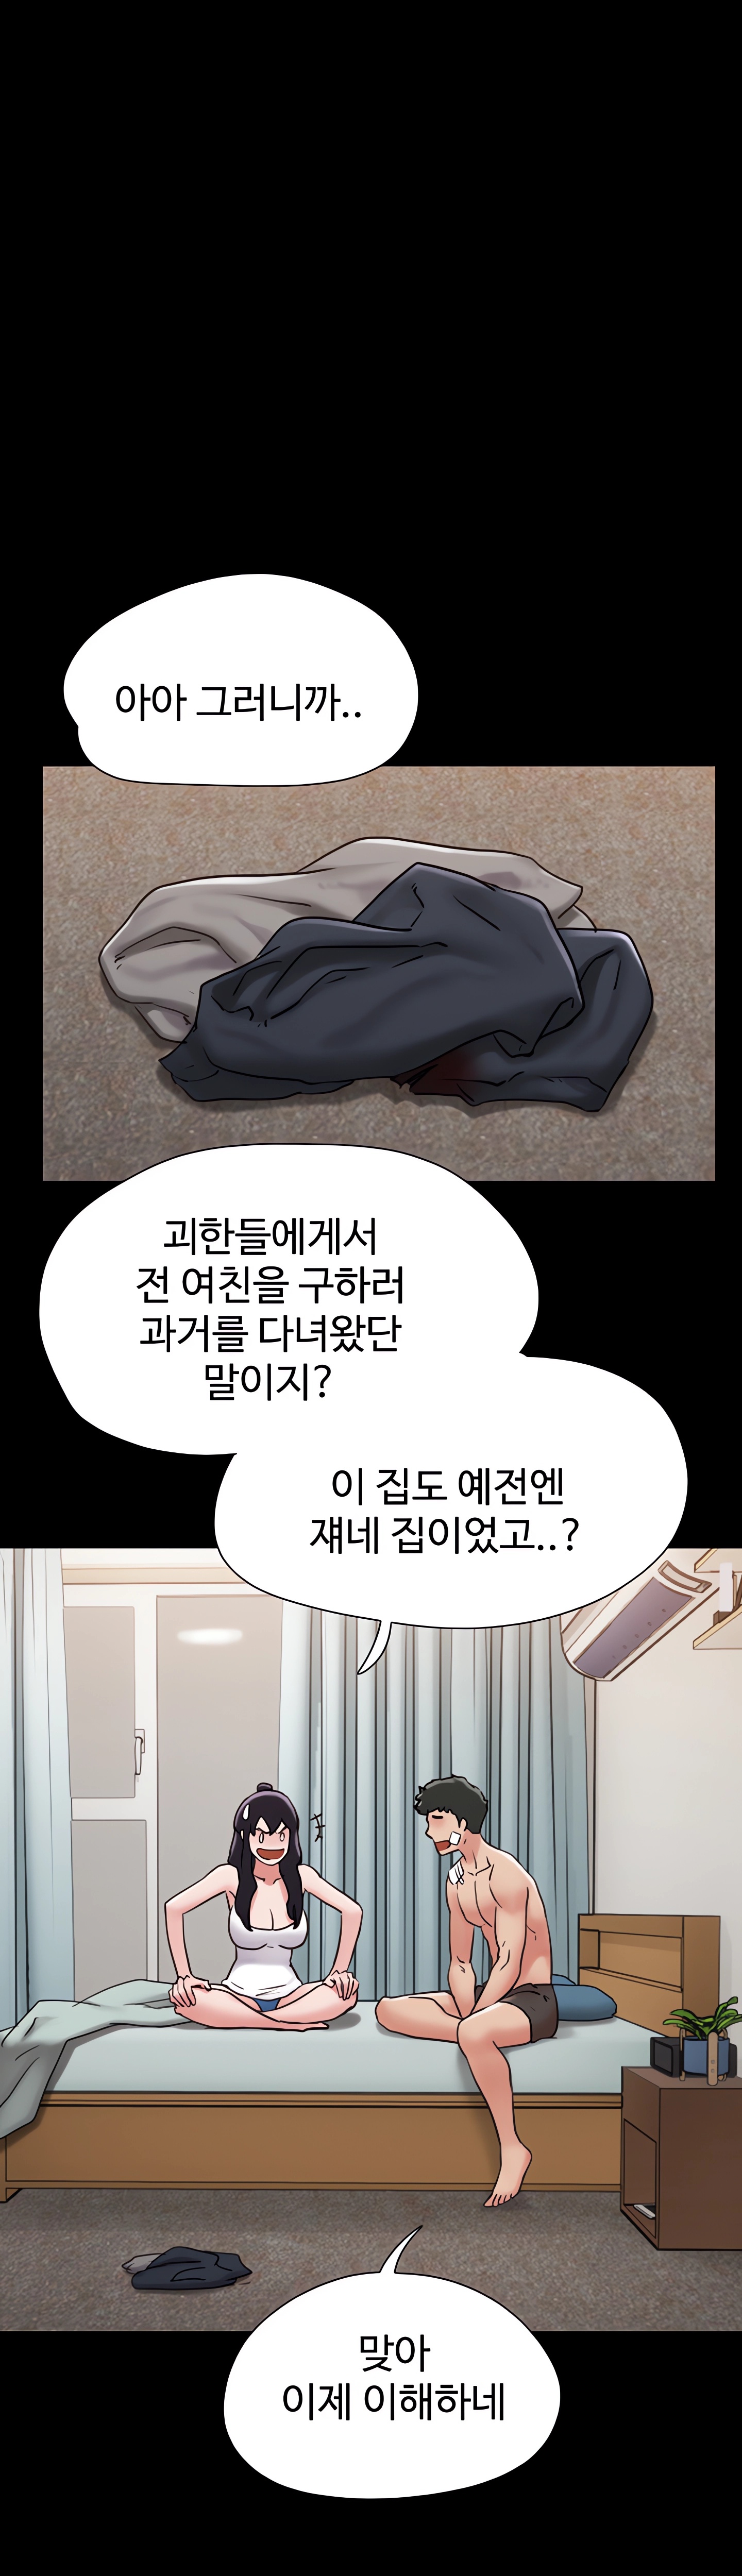 아아 그러니까..
괴한들에게서
전 여친을 구하러
과거를 다녀왔단
말이지?
이 집도 예전엔
쟤네 집이었고..?
맞아
이제 이해하네